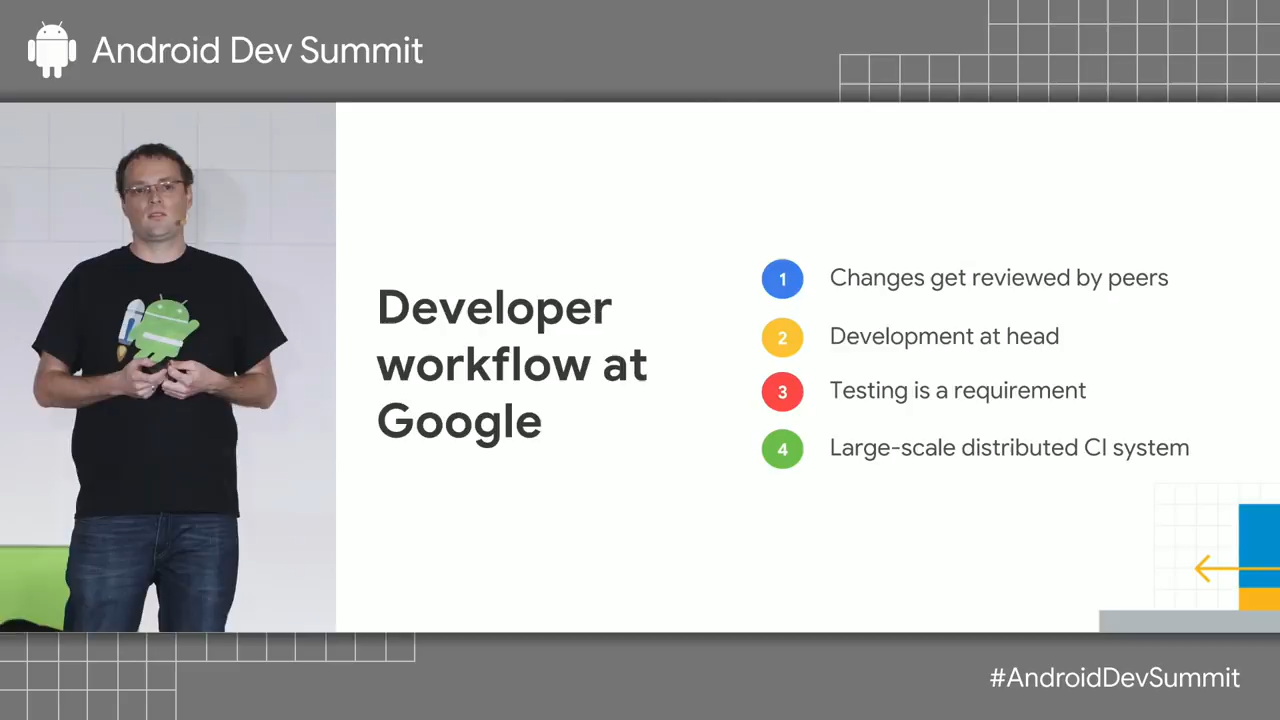 Android Dev Summit
Developer
workflow at
Google
1 Changes get reviewed by peers
2 Development at head
3 Testing is a requirement
4 Large-scale distributed CI system
#AndroidDevSummit